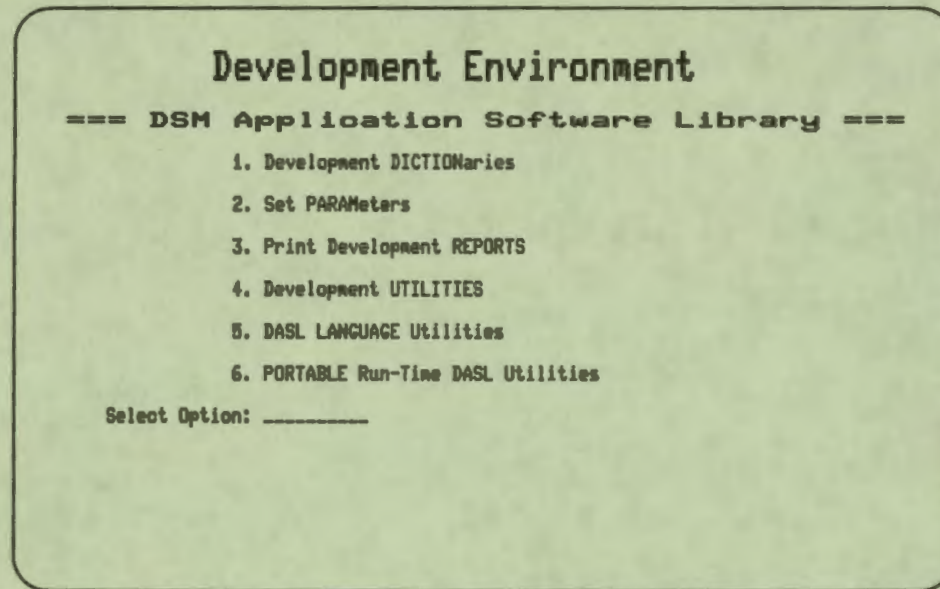 Development Environment
=== DSM Application Software Library ===
1. Development DICTIONaries
2. Set PARAMeters
3. Print Development REPORTS
4. Development UTILITIES
5. DASL LANGUAGE Utilities
6. PORTABLE Run-Time DASL Utilities
Select Option: __________